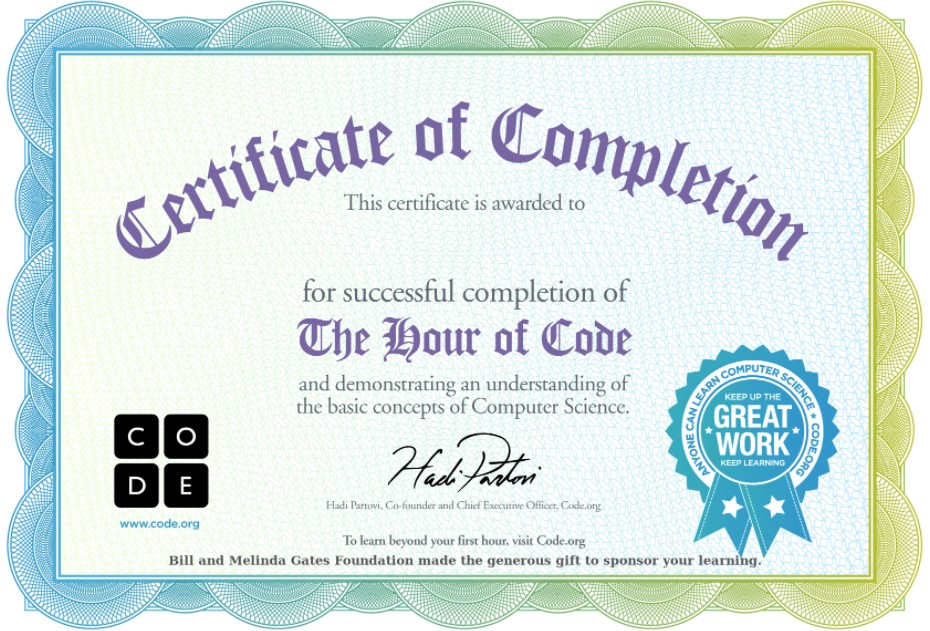 Certificate of Completion
This certificate is awarded to
for successful completion of
The Hour of Code
and demonstrating an understanding of
the basic concepts of Computer Science.
C O
D E
www.code.org
Hadi Partovi
Hadi Partovi, Co-founder and Chief Executive Officer, Code.org
ANYONE CAN LEARN COMPUTER SCIENCE ★ CODE.ORG
KEEP UP THE
GREAT
WORK
KEEP LEARNING
To learn beyond your first hour, visit Code.org
Bill and Melinda Gates Foundation made the generous gift to sponsor your learning.